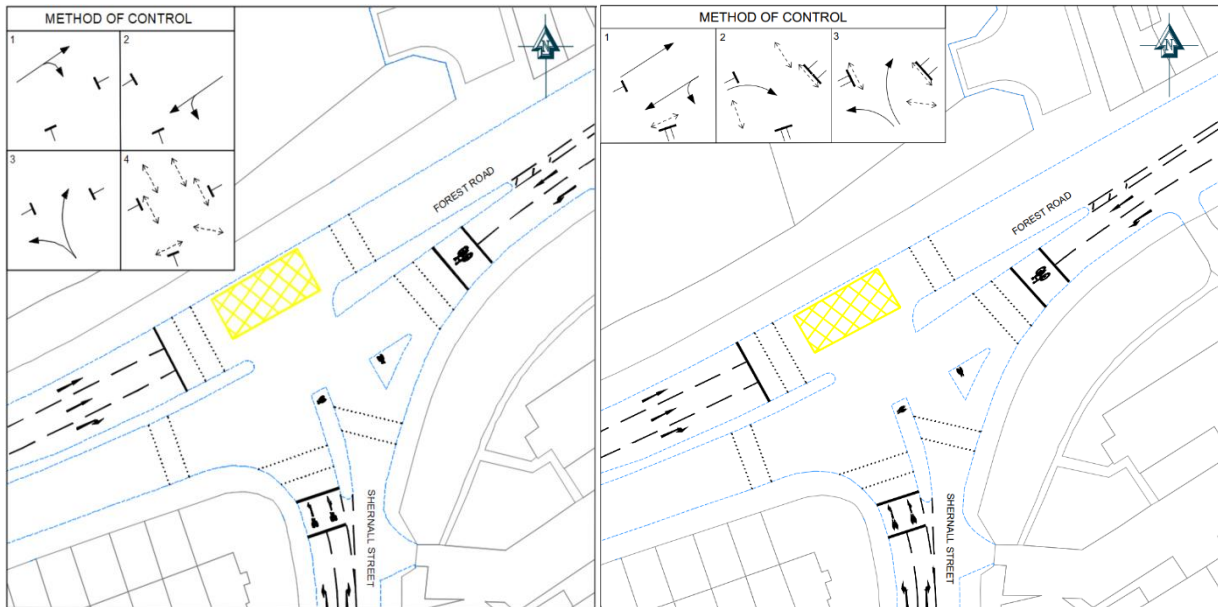 METHOD OF CONTROL
1
2
3
4
N
FOREST ROAD
SHERNALL STREET
METHOD OF CONTROL
1
2
3
N
FOREST ROAD
SHERNALL STREET